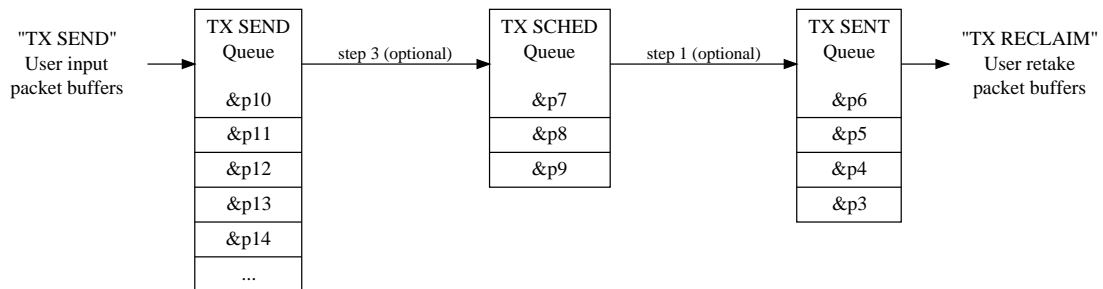 "TX SEND"
User input
packet buffers
TX SEND
Queue
&p10
&p11
&p12
&p13
&p14
...
step 3 (optional)
TX SCHED
Queue
&p7
&p8
&p9
step 1 (optional)
TX SENT
Queue
&p6
&p5
&p4
&p3
"TX RECLAIM"
User retake
packet buffers